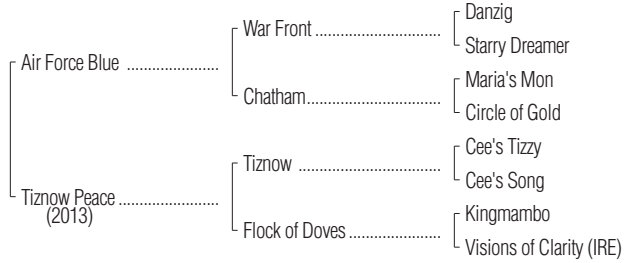 Danzig
War Front ....................
Starry Dreamer
Air Force Blue ....................
Maria's Mon
Chatham..............................
Circle of Gold
Cee's Tizzy
Tiznow ...............................
Cee's Song
Tiznow Peace ......................
(2013)
Kingmambo
Flock of Doves ....................
Visions of Clarity (IRE)